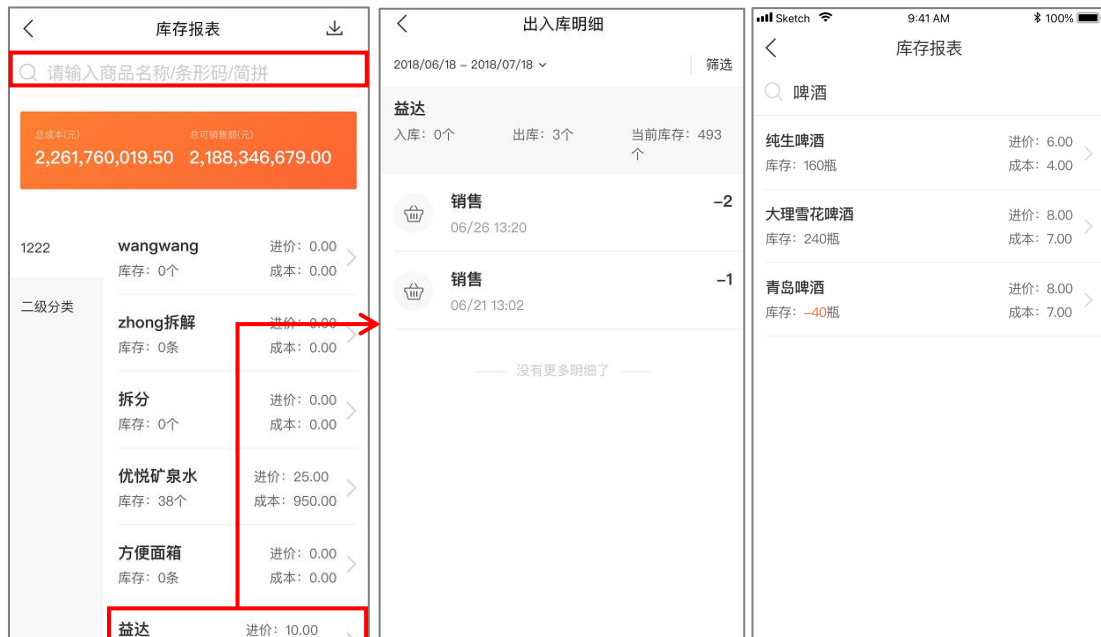 库存报表
请输入商品名称/条形码/简拼
总成本(元) 总可销售额(元)
2,261,760,019.50 2,188,346,679.00
1222
二级分类
wangwang 进价: 0.00
库存: 0个 成本: 0.00
zhong拆解 进价: 0.00
库存: 0条 成本: 0.00
拆分 进价: 0.00
库存: 0个 成本: 0.00
优悦矿泉水 进价: 25.00
库存: 38个 成本: 950.00
方便面箱 进价: 0.00
库存: 0条 成本: 0.00
益达 进价: 10.00
出入库明细
2018/06/18 - 2018/07/18 筛选
益达
入库: 0个 出库: 3个 当前库存: 493
个
销售 -2
06/26 13:20
销售 -1
06/21 13:02
没有更多明细了
Sketch 9:41 AM 100%
库存报表
啤酒
纯生啤酒 进价: 6.00
库存: 160瓶 成本: 4.00
大理雪花啤酒 进价: 8.00
库存: 240瓶 成本: 7.00
青岛啤酒 进价: 8.00
库存: -40瓶 成本: 7.00